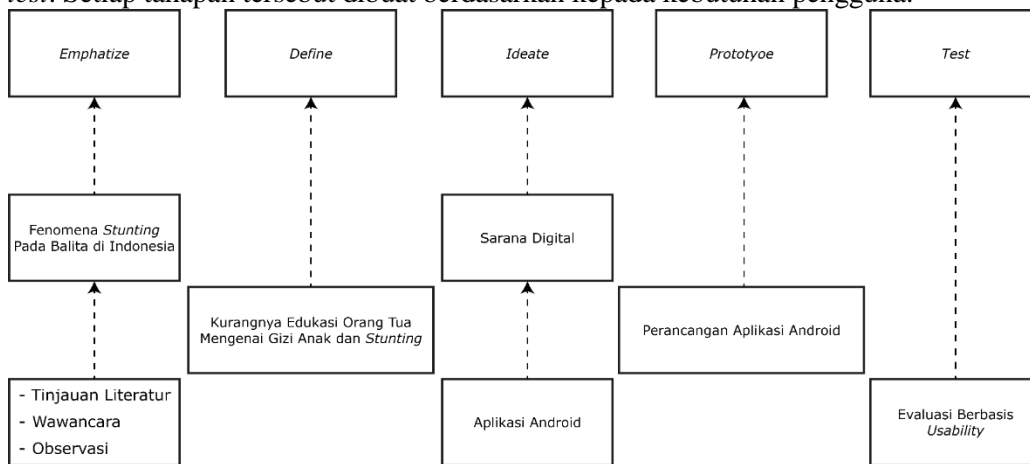 test. Setiap tahapan tersebut dibuat berdasarkan kepada kebutuhan pengguna.
Emphatize
Define
Ideate
Prototyoe
Test
Fenomena Stunting
Pada Balita di Indonesia
Sarana Digital
Kurangnya Edukasi Orang Tua
Mengenai Gizi Anak dan Stunting
Perancangan Aplikasi Android
- Tinjauan Literatur
- Wawancara
- Observasi
Aplikasi Android
Evaluasi Berbasis
Usability